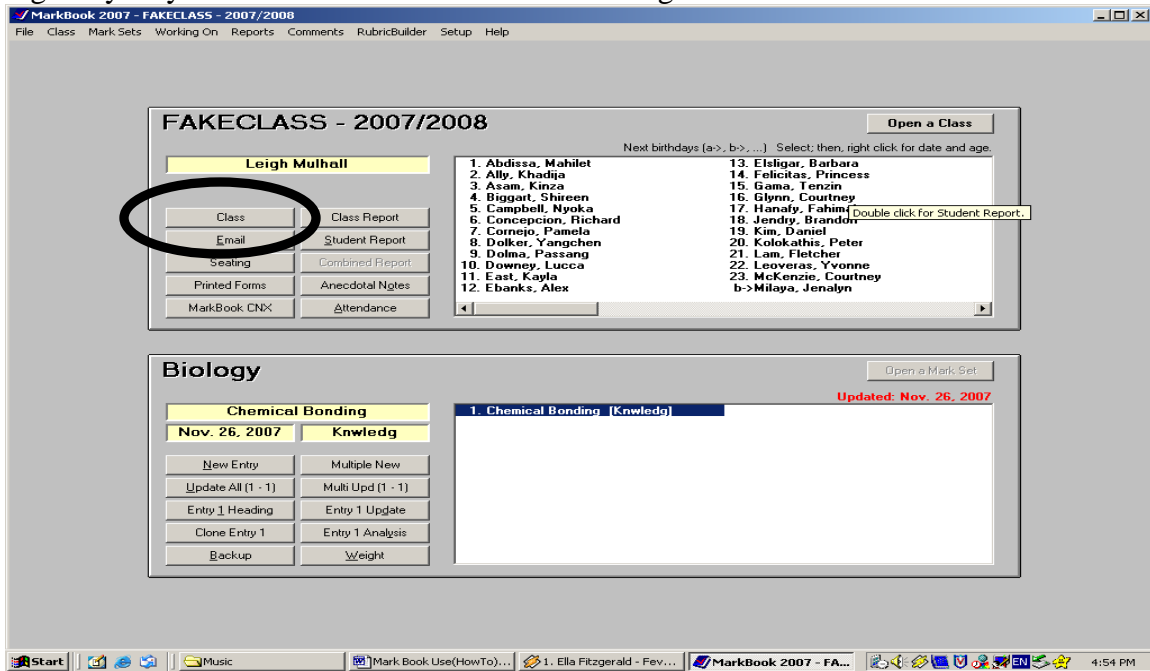 MarkBook 2007 - FAKECLASS - 2007/2008
File Class Mark Sets Working On Reports Comments RubricBuilder Setup Help
FAKECLASS - 2007/2008
Open a Class
Next birthdays (a->, b->, ...) Select; then, right click for date and age.
Leigh Mulhall
Class
Class Report
Email
Student Report
Seating
Combined Report
Printed Forms
Anecdotal Notes
MarkBook CNX
Attendance
1. Abdissa, Mahilet
2. Ally, Khadija
3. Asam, Kinza
4. Biggart, Shireen
5. Campbell, Nyoka
6. Concepcion, Richard
7. Cornejo, Pamela
8. Dolker, Yangchen
9. Dolma, Passang
10. Downey, Lucca
11. East, Kayla
12. Ebanks, Alex
13. Elsligar, Barbara
14. Felicitas, Princess
15. Gama, Tenzin
16. Glynn, Courtney
17. Hanafy,
Double click for Student Report.
18. Jendry, Brandon
19. Kim, Daniel
20. Kolokathis, Peter
21. Lam, Fletcher
22. Leoveras, Yvonne
23. McKenzie, Courtney
b->Milaya, Jenalyn
Biology
Open a Mark Set
Updated: Nov. 26, 2007
Chemical Bonding
Nov. 26, 2007 Knwledg
1. Chemical Bonding [Knwledg]
New Entry
Multiple New
Update All (1 - 1)
Multi Upd (1 - 1)
Entry 1 Heading
Entry 1 Update
Clone Entry 1
Entry 1 Analysis
Backup
Weight
Start
Music
Mark Book Use(HowTo)...
1. Ella Fitzgerald - Fev...
MarkBook 2007 - FA...
EN
4:54 PM